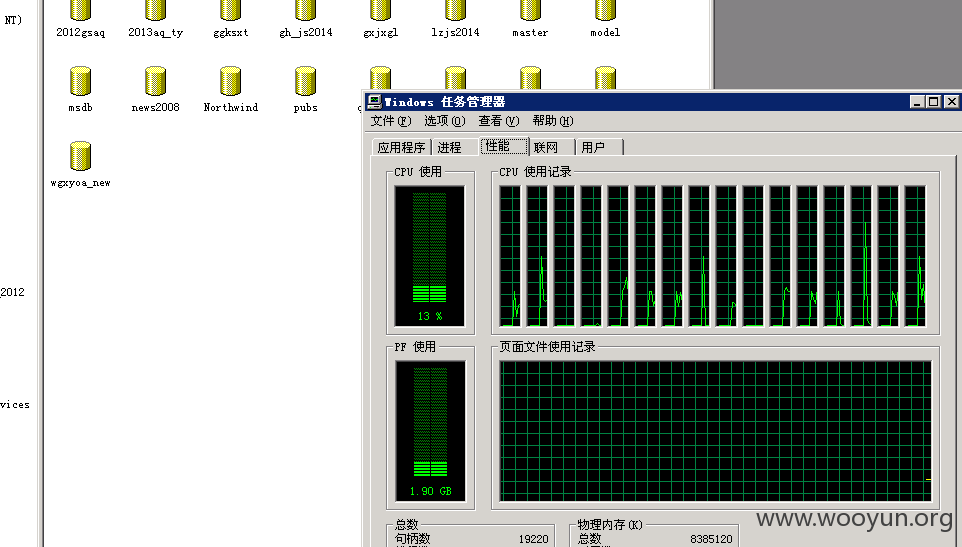 NT)
2012gsaq 2013aq_ty ggksxt gh_js2014 gxjxgl lzjs2014 master model
msdb news2008 Northwind pubs
wgxyoa_new
_2012
vices
Windows 任务管理器
文件(F) 选项(O) 查看(V) 帮助(H)
应用程序 进程 性能 联网 用户
CPU 使用 CPU 使用记录
13 %
PF 使用 页面文件使用记录
1.90 GB
总数 物理内存(K)
句柄数 19220 总数 8385120
www.wooyun.org